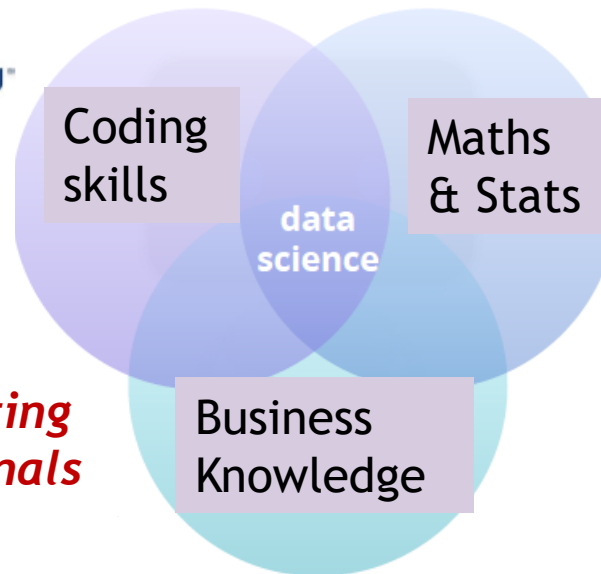 Coding
skills
Maths
& Stats
data
science
Business
Knowledge